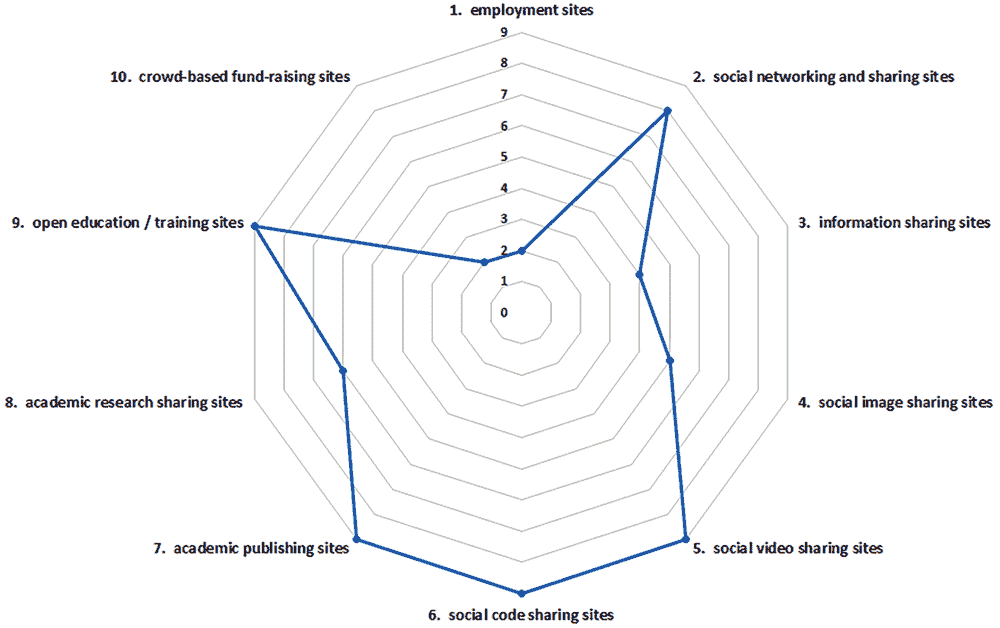 1. employment sites
9
10. crowd-based fund-raising sites
2. social networking and sharing sites
8
7
6
5
4
3
9. open education / training sites
3. information sharing sites
2
1
0
8. academic research sharing sites
4. social image sharing sites
7. academic publishing sites
5. social video sharing sites
6. social code sharing sites